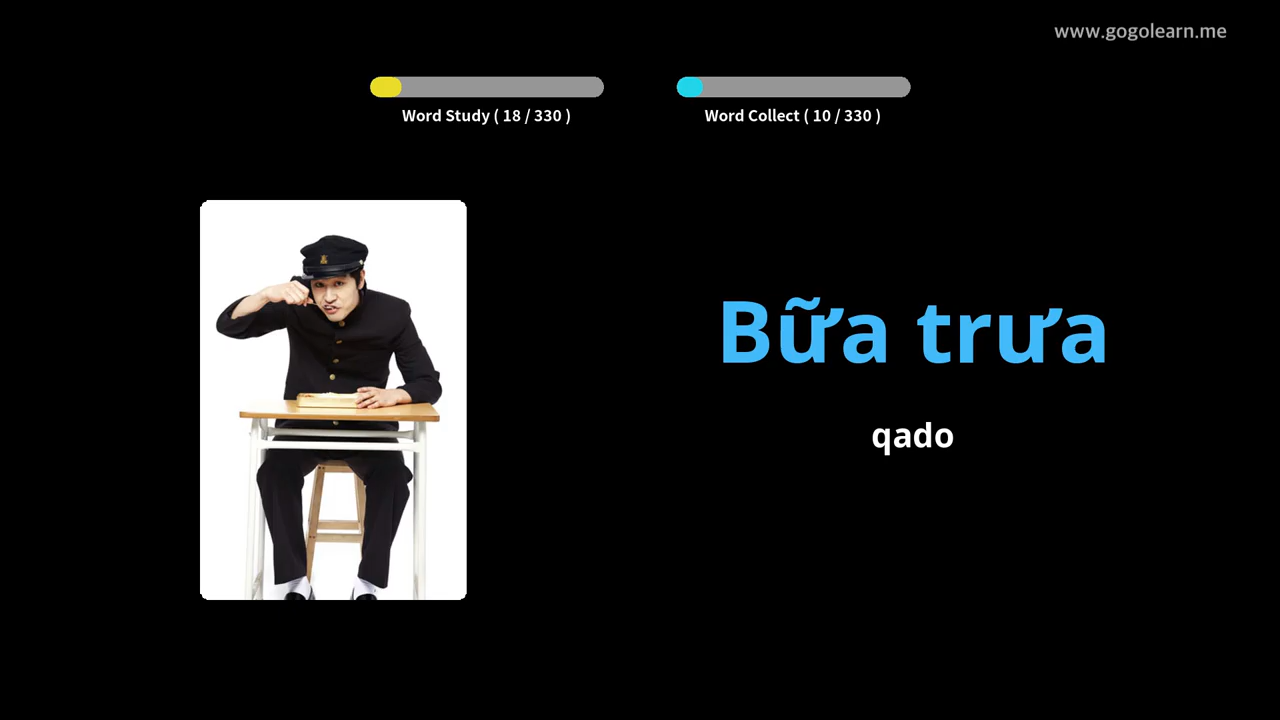 www.gogolearn.me
Word Study ( 18 / 330 )
Word Collect ( 10 / 330 )
Bữa trưa
qado